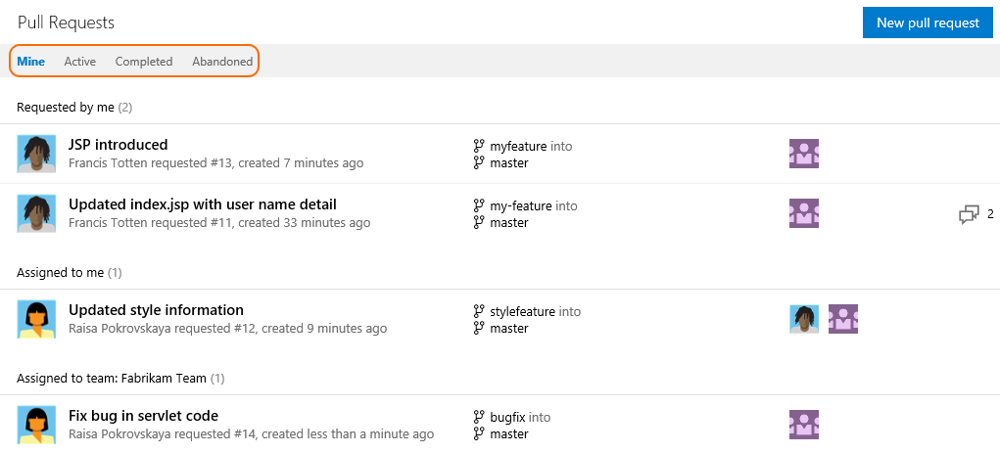 Pull Requests
New pull request
Mine Active Completed Abandoned
Requested by me (2)
JSP introduced
Francis Totten requested #13, created 7 minutes ago
myfeature into
master
Updated index.jsp with user name detail
Francis Totten requested #11, created 33 minutes ago
my-feature into
master
2
Assigned to me (1)
Updated style information
Raisa Pokrovskaya requested #12, created 9 minutes ago
stylefeature into
master
Assigned to team: Fabrikam Team (1)
Fix bug in servlet code
Raisa Pokrovskaya requested #14, created less than a minute ago
bugfix into
master